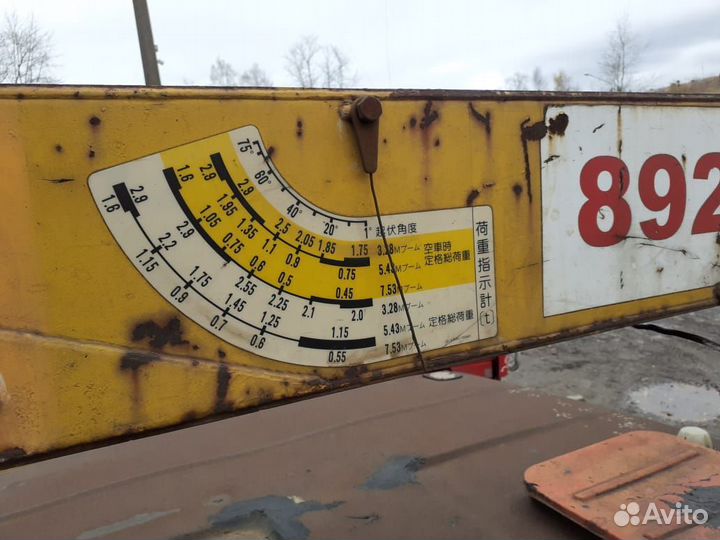 75° 60° 40° 20° 1° 起伏角度
2.9 2.5 2.05 1.85 1.75 3.28Mブーム 空車時
1.6 1.95 1.35 1.1 0.9 0.75 5.43Mブーム 定格総荷重
2.9 1.05 0.75 0.6 0.5 0.45 7.53Mブーム
2.9 2.55 2.25 2.1 2.0 3.28Mブーム
1.6 2.2 1.75 1.45 1.25 1.15 5.43Mブーム 定格総荷重
1.15 0.9 0.7 0.6 0.55 7.53Mブーム
荷重指示計(t)
892
Avito